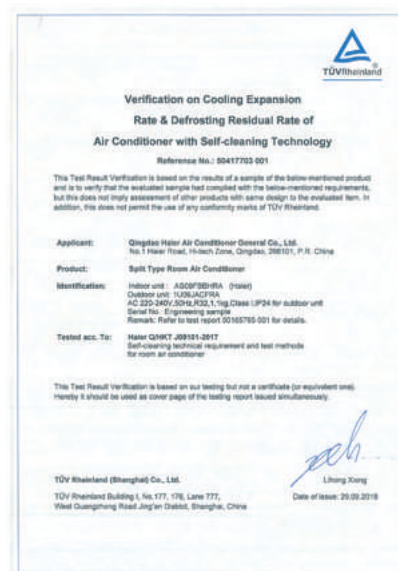 TÜVRheinland
Verification on Cooling Expansion
Rate & Defrosting Residual Rate of
Air Conditioner with Self-cleaning Technology
Reference No.: 50417703 001
This Test Result Verification is based on the results of a sample of the below-mentioned product
and is to verify that the evaluated sample had complied with the below-mentioned requirements,
but this does not imply assessment of other products with same design to the evaluated item. In
addition, this does not permit the use of any conformity marks of TÜV Rheinland.
Applicant: Qingdao Haier Air Conditioner General Co., Ltd.
No.1 Haier Road, Hi-tech Zone, Qingdao, 266101, P.R. China
Product: Split Type Room Air Conditioner
Identification: Indoor unit : (Haier)
Outdoor unit:
AC 220-240V,50Hz,R32,1.1kg,Class I,IP24 for outdoor unit
Serial No.: Engineering sample
Remark: Refer to test report 50165765 001 for details.
Tested acc. To: Haier Q/HKT J09101-2017
Self-cleaning technical requirement and test methods
for room air conditioner
This Test Result Verification is based on our testing but not a certificate (or equivalent one).
Hereby it should be used as cover page of the testing report issued simultaneously.
TÜV Rheinland (Shanghai) Co., Ltd.
Lihong Xiong
TÜV Rheinland Building I, No.177, 178, Lane 777,
West Guangzhong Road Jing'an District, Shanghai, China
Date of issue: 29.09.2018